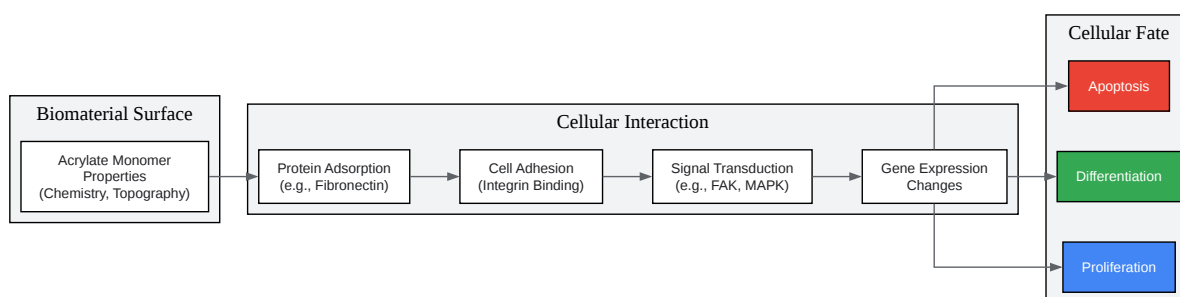 Biomaterial Surface
Acrylate Monomer
Properties
(Chemistry, Topography)
Cellular Interaction
Protein Adsorption
(e.g., Fibronectin)
Cell Adhesion
(Integrin Binding)
Signal Transduction
(e.g., FAK, MAPK)
Gene Expression
Changes
Cellular Fate
Apoptosis
Differentiation
Proliferation